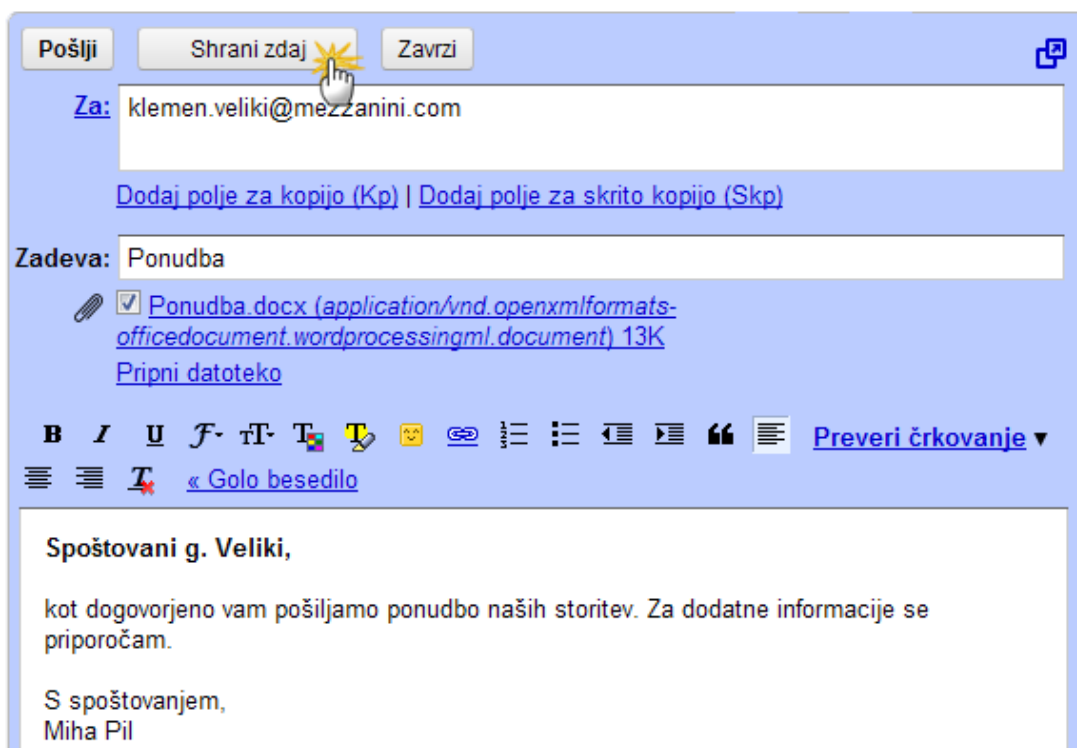 Pošlji Shrani zdaj Zavrzi
Za: klemen.veliki@mezzanini.com
Dodaj polje za kopijo (Kp) | Dodaj polje za skrito kopijo (Skp)
Zadeva: Ponudba
Ponudba.docx (application/vnd.openxmlformats-
officedocument.wordprocessingml.document) 13K
Pripni datoteko
B I U F T T T Preveri črkovanje
T « Golo besedilo
Spoštovani g. Veliki,
kot dogovorjeno vam pošiljamo ponudbo naših storitev. Za dodatne informacije se
priporočam.
S spoštovanjem,
Miha Pil